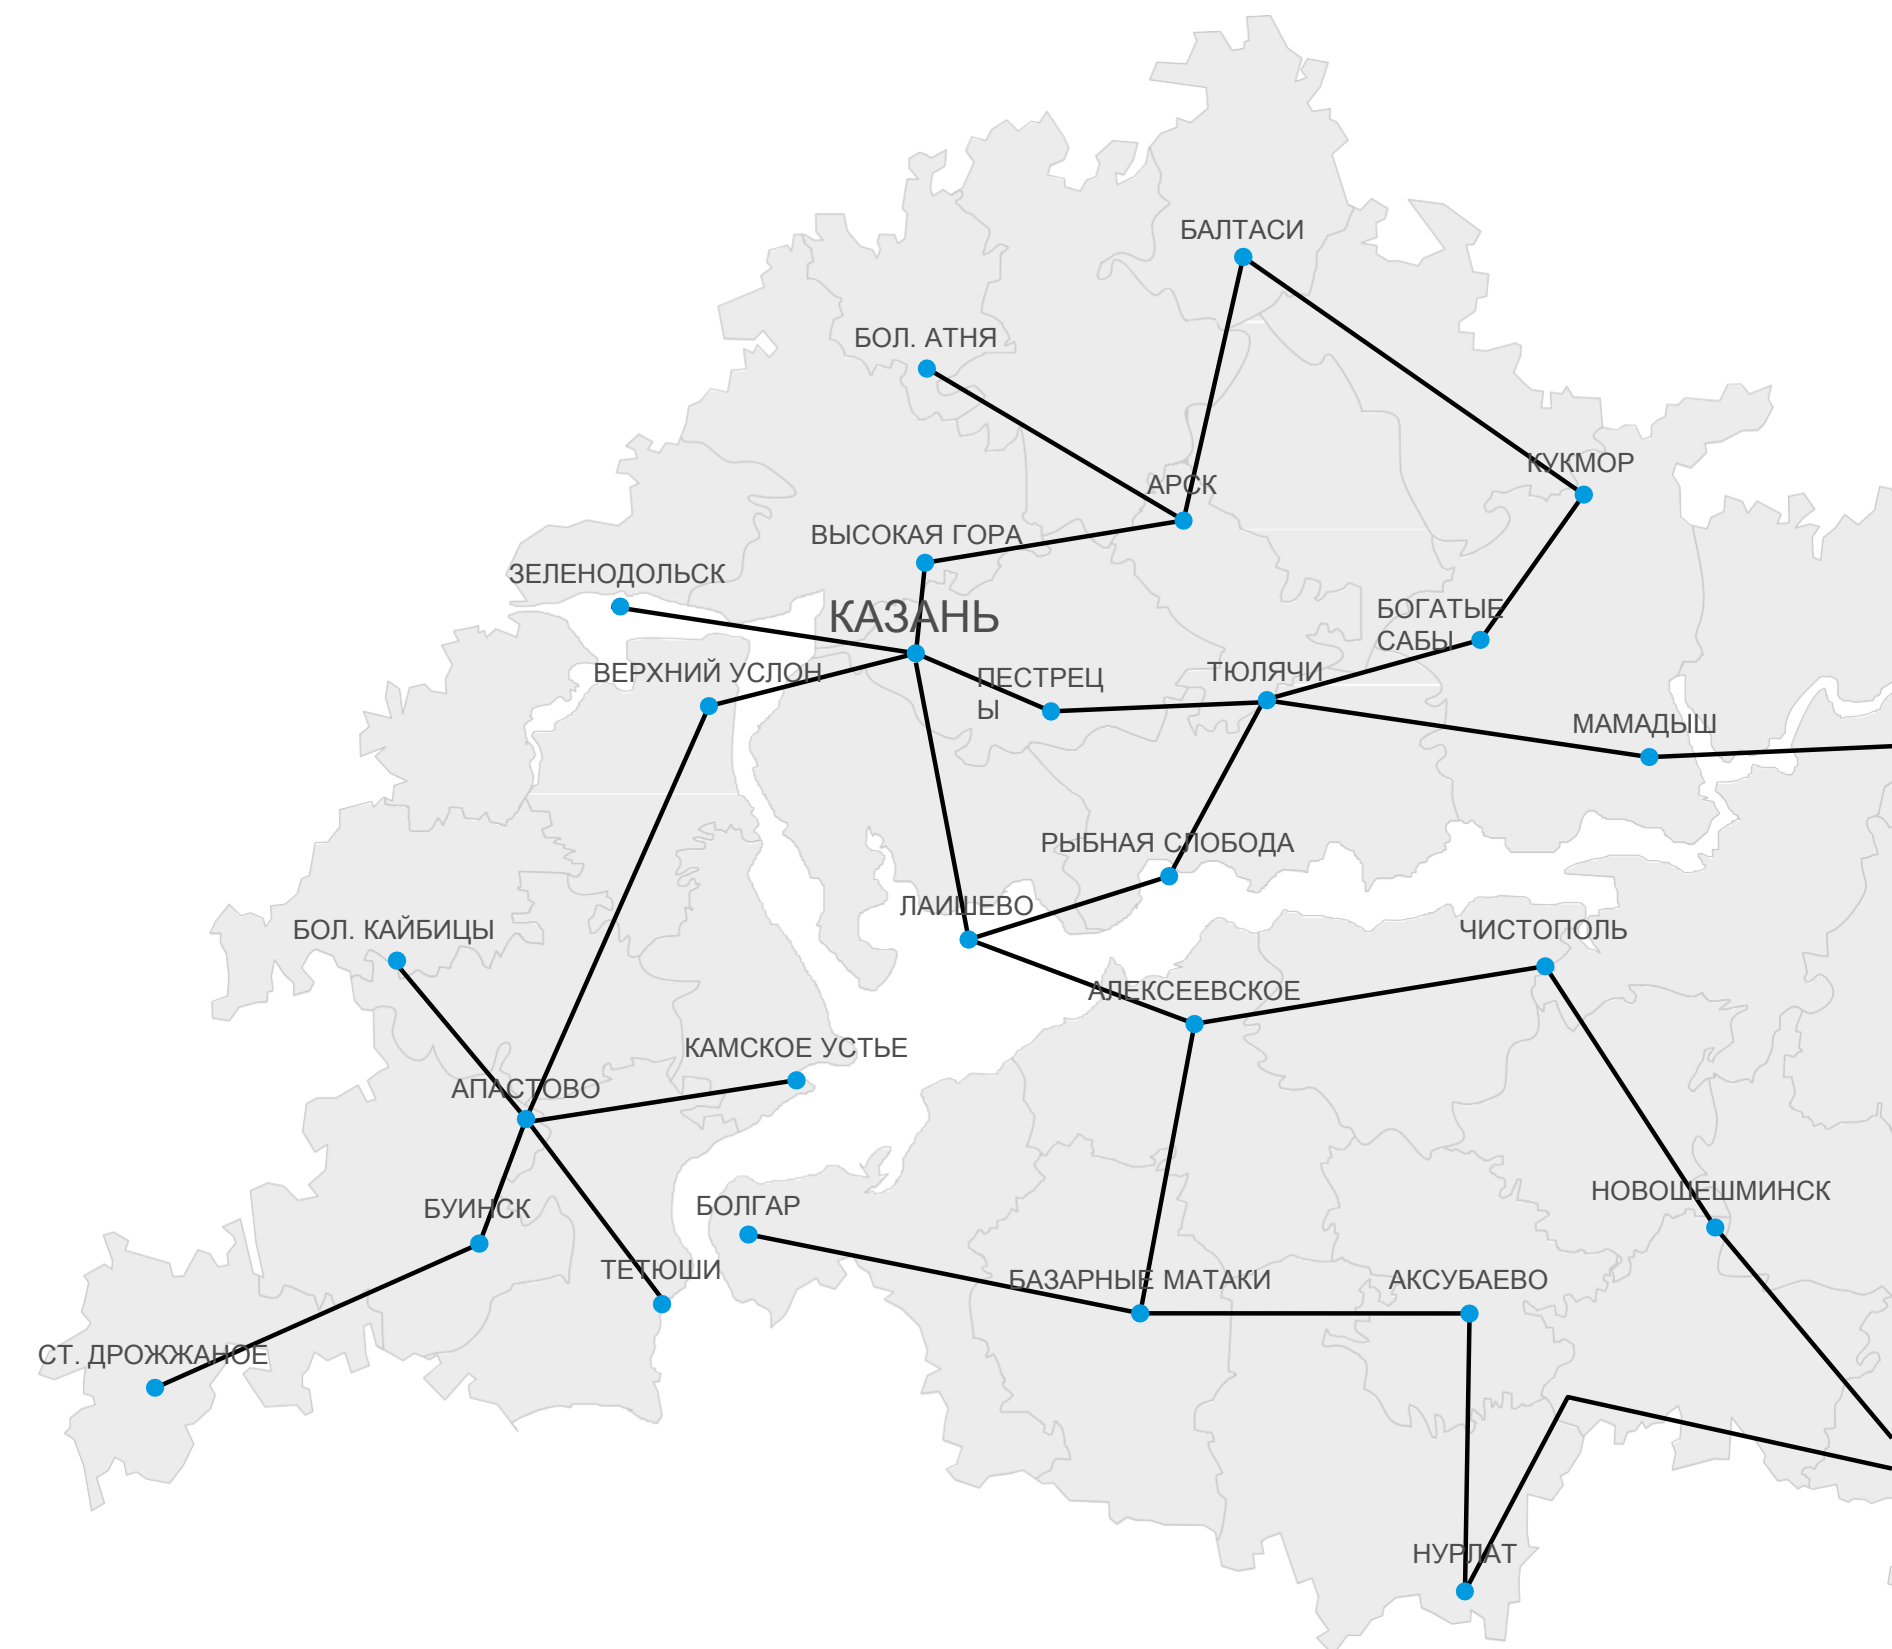 БАЛТАСИ
БОЛ. АТНЯ
КУКМОР
АРСК
ВЫСОКАЯ ГОРА
ЗЕЛЕНОДОЛЬСК
КАЗАНЬ
БОГАТЫЕ
САБЫ
ВЕРХНИЙ УСЛОН
ПЕСТРЕЦ
Ы
ТЮЛЯЧИ
МАМАДЫШ
РЫБНАЯ СЛОБОДА
ЛАИШЕВО
БОЛ. КАЙБИЦЫ
ЧИСТОПОЛЬ
АЛЕКСЕЕВСКОЕ
КАМСКОЕ УСТЬЕ
АПАСТОВО
НОВОШЕШМИНСК
БУИНСК
БОЛГАР
ТЕТЮШИ
БАЗАРНЫЕ МАТАКИ
АКСУБАЕВО
СТ. ДРОЖЖАНОЕ
НУРЛАТ